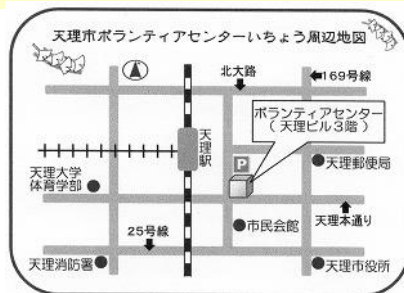 天理市ボランティアセンターいちょう周辺地図
北大路
169号線
ボランティアセンター
（天理ビル３階）
天理駅
P
天理大学
体育学部
天理郵便局
天理本通り
25号線
市民会館
天理消防署
天理市役所